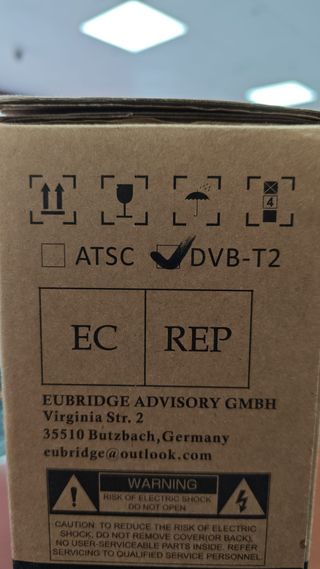 4
ATSC DVB-T2
EC REP
EUBRIDGE ADVISORY GMBH
Virginia Str. 2
35510 Butzbach,Germany
eubridge@outlook.com
WARNING
RISK OF ELECTRIC SHOCK
DO NOT OPEN
CAUTION: TO REDUCE THE RISK OF ELECTRIC
SHOCK, DO NOT REMOVE COVER(OR BACK),
NO USER-SERVICEABLE PARTS INSIDE. REFER
SERVICING TO QUALIFIED SERVICE PERSONNEL